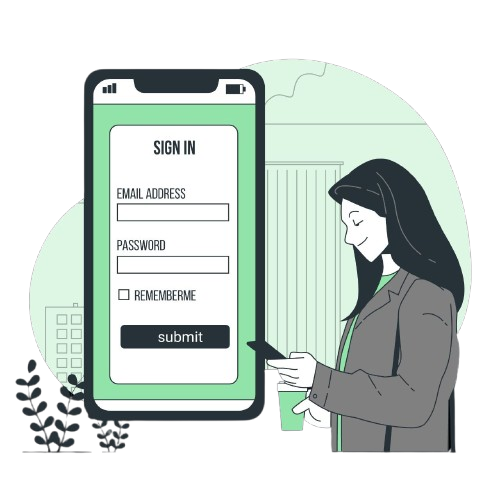 SIGN IN
EMAIL ADDRESS
PASSWORD
REMEMBERME
submit